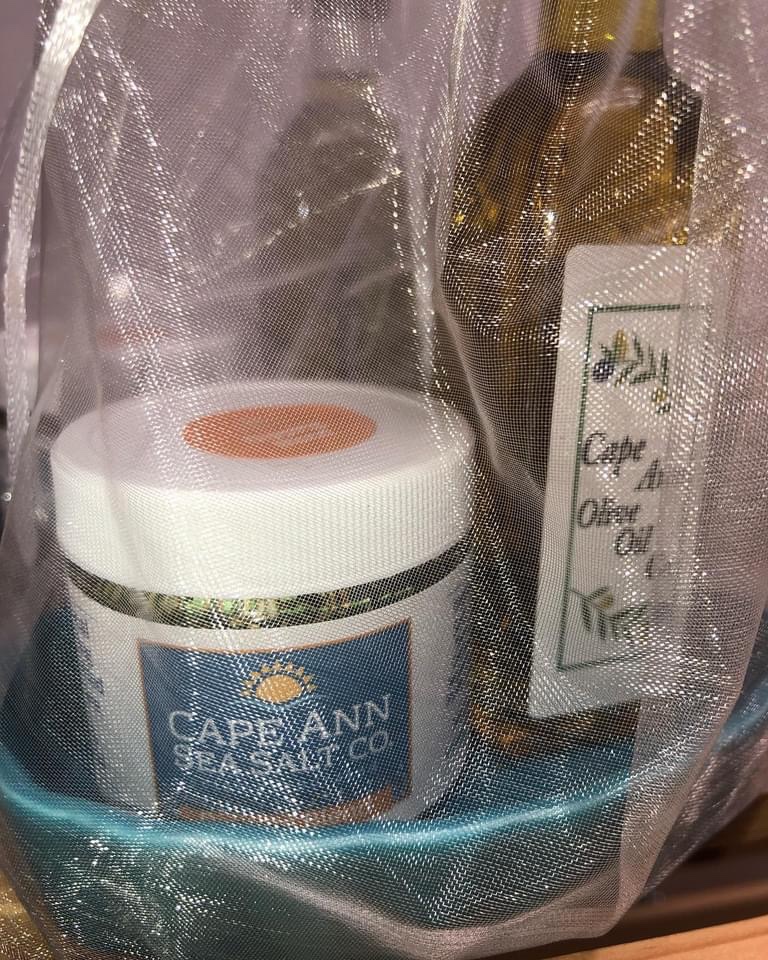 CAPE ANN
SEA SALT CO.
Cape
Olive
Oil